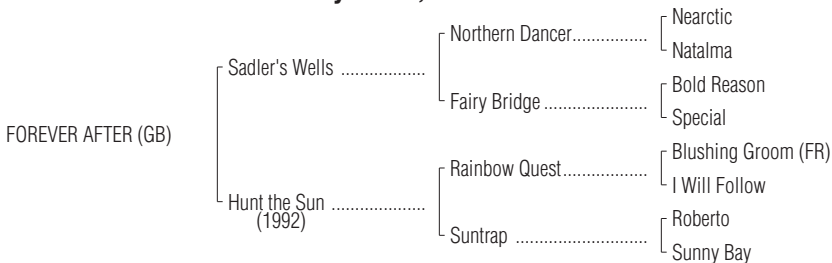 Nearctic
Northern Dancer................
Natalma
Sadler's Wells ..................
Bold Reason
Fairy Bridge ......................
Special
FOREVER AFTER (GB)
Blushing Groom (FR)
Rainbow Quest..................
I Will Follow
Hunt the Sun ....................
(1992)
Roberto
Suntrap ............................
Sunny Bay